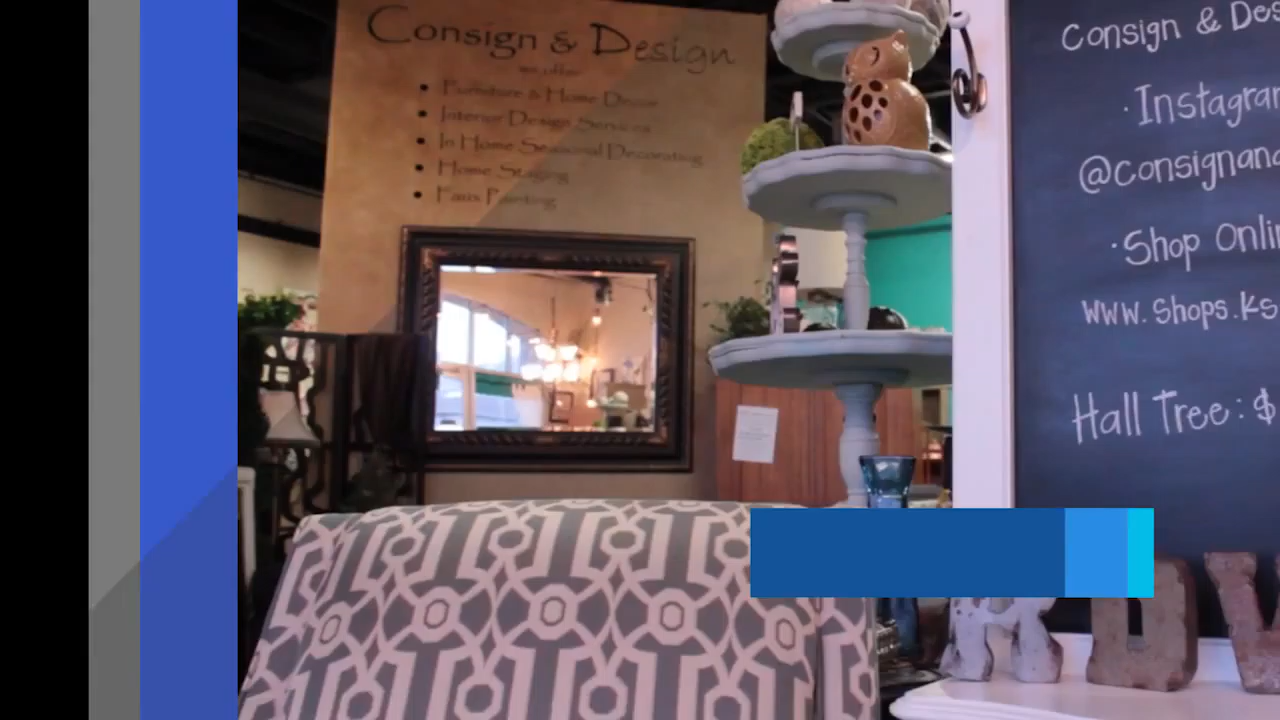 Consign & Design
we offer
• Furniture & Home Decor
• Interior Design Services
• In Home Seasonal Decorating
• Home Staging
• Faux Painting
Consign & Des
· Instagram
@consignand
· Shop Onli
www.shops.ks
Hall Tree: $